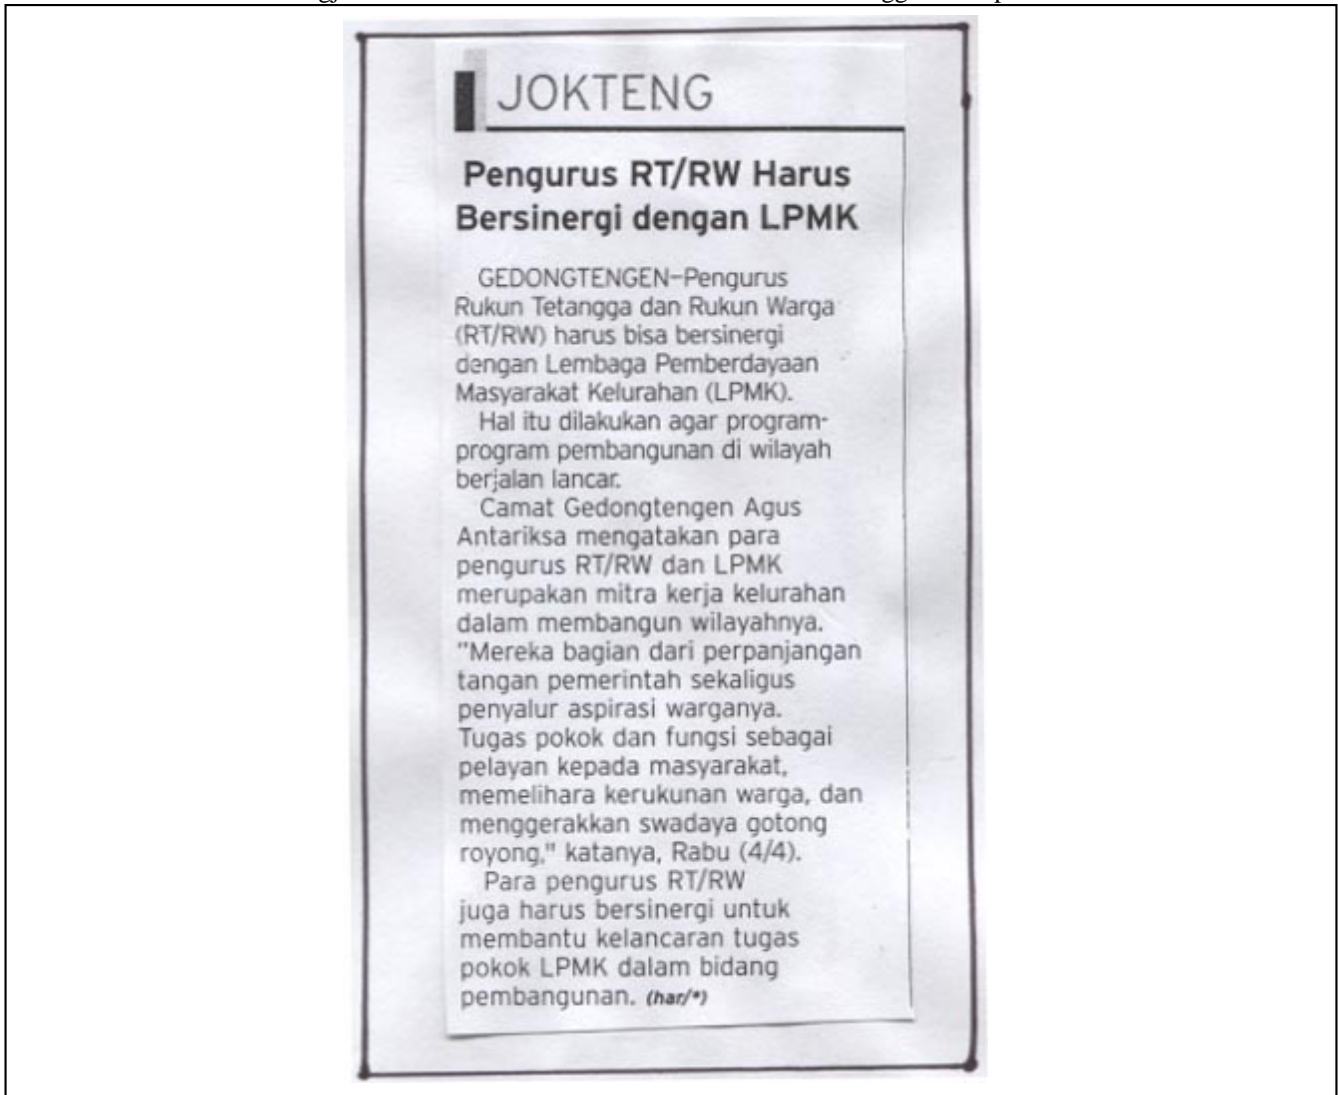 JOKTENG
Pengurus RT/RW Harus
Bersinergi dengan LPMK
GEDONGTENGEN–Pengurus
Rukun Tetangga dan Rukun Warga
(RT/RW) harus bisa bersinergi
dengan Lembaga Pemberdayaan
Masyarakat Kelurahan (LPMK).
Hal itu dilakukan agar program-
program pembangunan di wilayah
berjalan lancar.
Camat Gedongtengen Agus
Antariksa mengatakan para
pengurus RT/RW dan LPMK
merupakan mitra kerja kelurahan
dalam membangun wilayahnya.
"Mereka bagian dari perpanjangan
tangan pemerintah sekaligus
penyalur aspirasi warganya.
Tugas pokok dan fungsi sebagai
pelayan kepada masyarakat,
memelihara kerukunan warga, dan
menggerakkan swadaya gotong
royong," katanya, Rabu (4/4).
Para pengurus RT/RW
juga harus bersinergi untuk
membantu kelancaran tugas
pokok LPMK dalam bidang
pembangunan. (har/*)